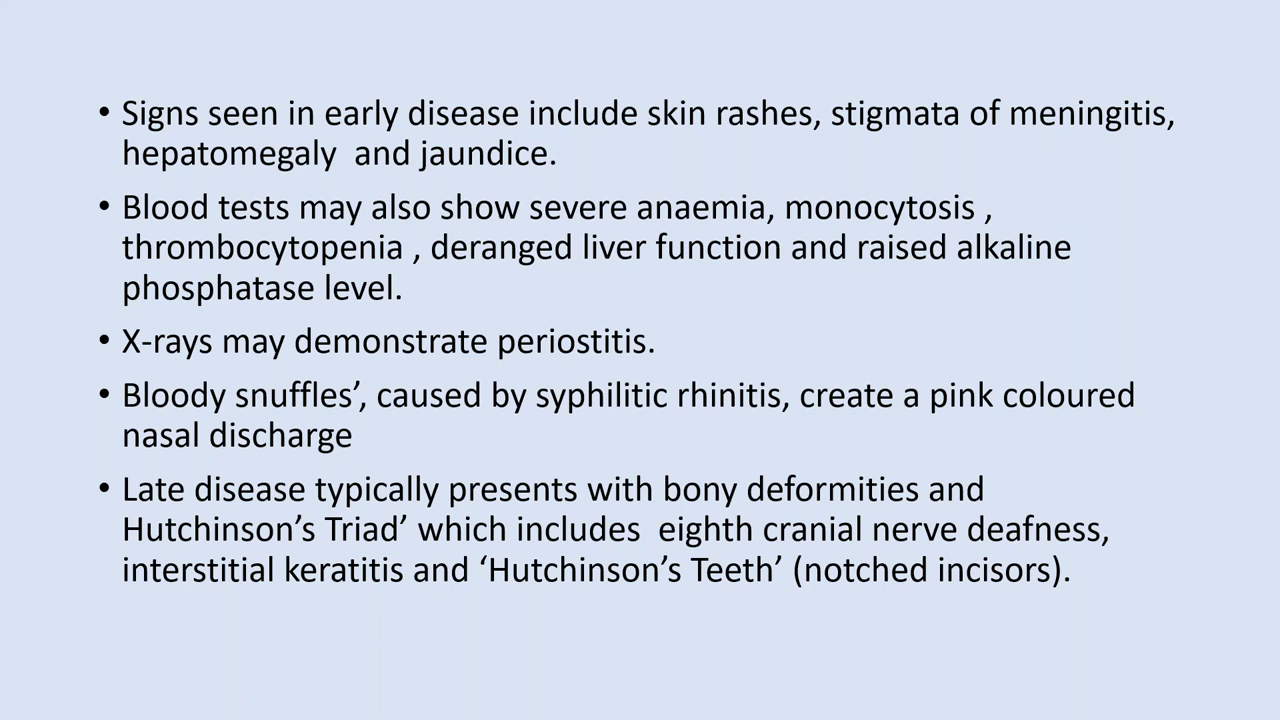 • Signs seen in early disease include skin rashes, stigmata of meningitis,
hepatomegaly  and jaundice.
• Blood tests may also show severe anaemia, monocytosis ,
thrombocytopenia , deranged liver function and raised alkaline
phosphatase level.
• X-rays may demonstrate periostitis.
• Bloody snuffles’, caused by syphilitic rhinitis, create a pink coloured
nasal discharge
• Late disease typically presents with bony deformities and
Hutchinson’s Triad’ which includes  eighth cranial nerve deafness,
interstitial keratitis and ‘Hutchinson’s Teeth’ (notched incisors).